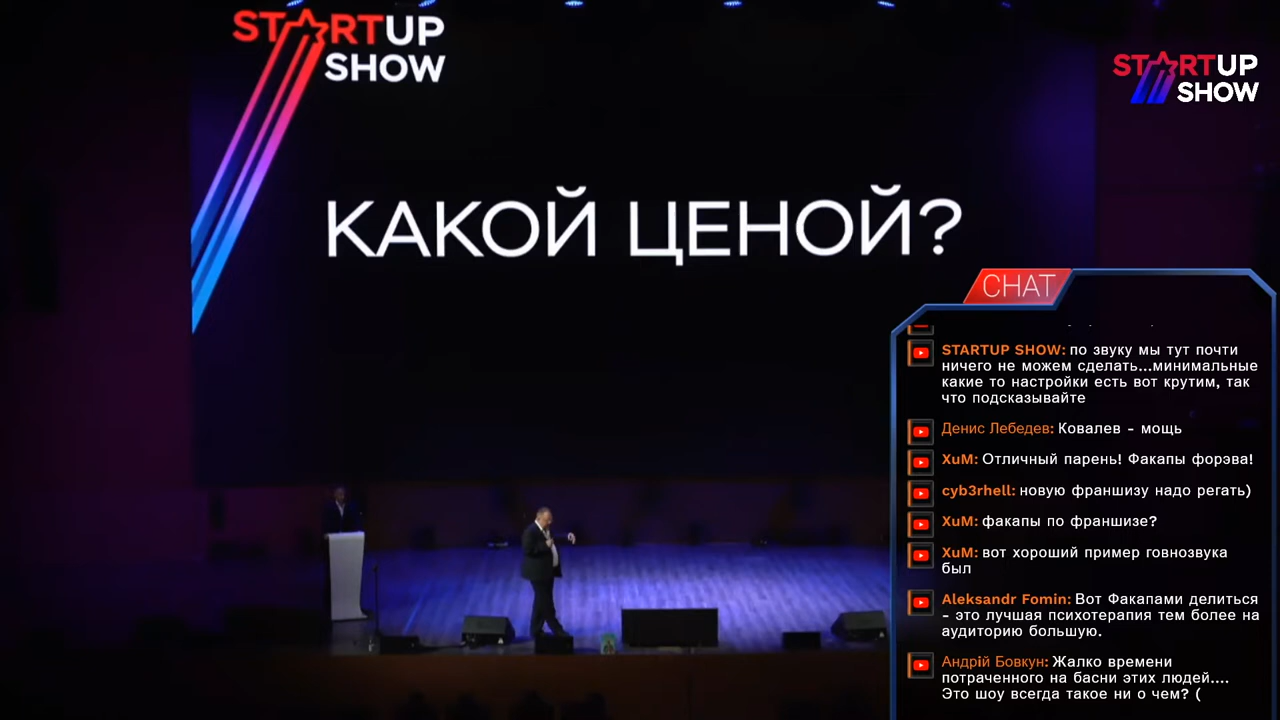 STARTUP
SHOW
STARTUP
SHOW
КАКОЙ ЦЕНОЙ?
CHAT
STARTUP SHOW: по звуку мы тут почти
ничего не можем сделать...минимальные
какие то настройки есть вот крутим, так
что подсказывайте
Денис Лебедев: Ковалев - мощь
XuM: Отличный парень! Факапы форэва!
cyb3rhell: новую франшизу надо регать)
XuM: факапы по франшизе?
XuM: вот хороший пример говнозвука
был
Aleksandr Fomin: Вот Факапами делиться
- это лучшая психотерапия тем более на
аудиторию большую.
Андрій Бовкун: Жалко времени
потраченного на басни этих людей....
Это шоу всегда такое ни о чем? (